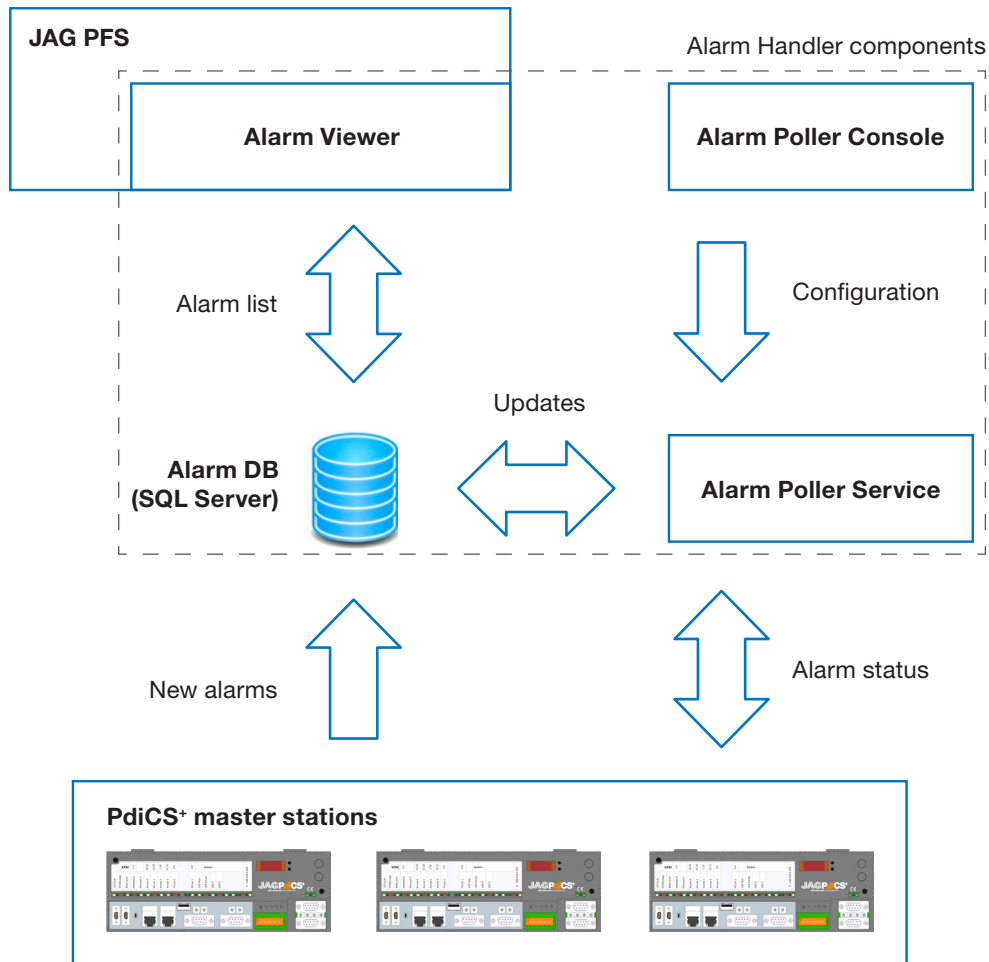 JAG PFS
Alarm Handler components
Alarm Viewer
Alarm Poller Console
Alarm list
Configuration
Updates
Alarm DB
(SQL Server)
Alarm Poller Service
New alarms
Alarm status
PdiCS⁺ master stations